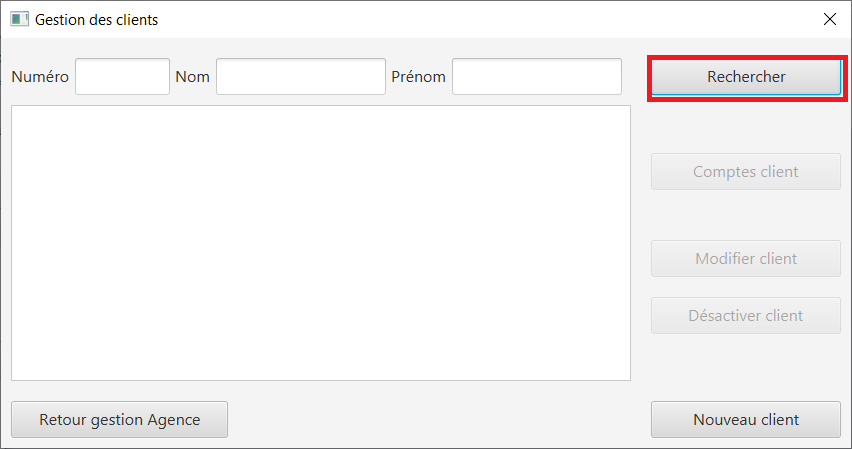 Gestion des clients
Numéro Nom Prénom Rechercher
Comptes client
Modifier client
Désactiver client
Retour gestion Agence Nouveau client